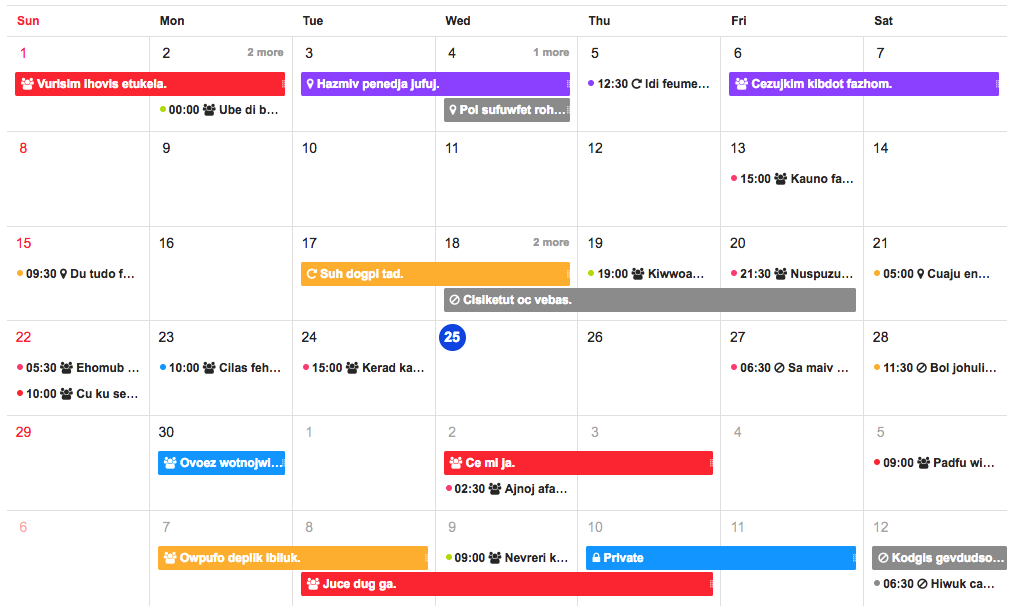 Sun Mon Tue Wed Thu Fri Sat
1 2 2 more 3 4 1 more 5 6 7
Vurisim ihovis etukela. Hazmiv penedja jufuj. 12:30 Idi feume... Cezujkim kibdot fazhom.
00:00 Ube di b... Pol sufuwfet roh...
8 9 10 11 12 13 14
15:00 Kauno fa...
15 16 17 18 2 more 19 20 21
09:30 Du tudo f... Suh dogpi tad. 19:00 Kiwwoa... 21:30 Nuspuzu... 05:00 Cuaju en...
Cisiketut oc vebas.
22 23 24 25 26 27 28
05:30 Ehomub ... 10:00 Cilas feh... 15:00 Kerad ka... 06:30 Sa maiv ... 11:30 Bol johuli...
10:00 Cu ku se...
29 30 1 2 3 4 5
Ovoez wotnojwi... Ce mi ja. 09:00 Padfu wi...
02:30 Ajnoj afa...
6 7 8 9 10 11 12
Owpufo deplik ibiluk. 09:00 Nevreri k... Private Kodgis gevdudso...
Juce dug ga. 06:30 Hiwuk ca...